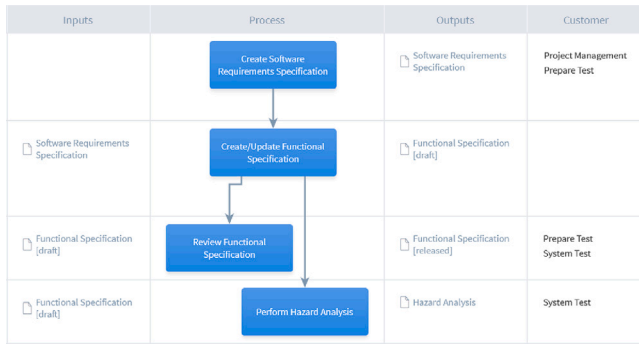 Inputs
Process
Outputs
Customer
Create Software
Requirements Specification
Software Requirements
Specification
Project Management
Prepare Test
Software Requirements
Specification
Create/Update Functional
Specification
Functional Specification
[draft]
Functional Specification
[draft]
Review Functional
Specification
Functional Specification
[released]
Prepare Test
System Test
Functional Specification
[draft]
Perform Hazard Analysis
Hazard Analysis
System Test